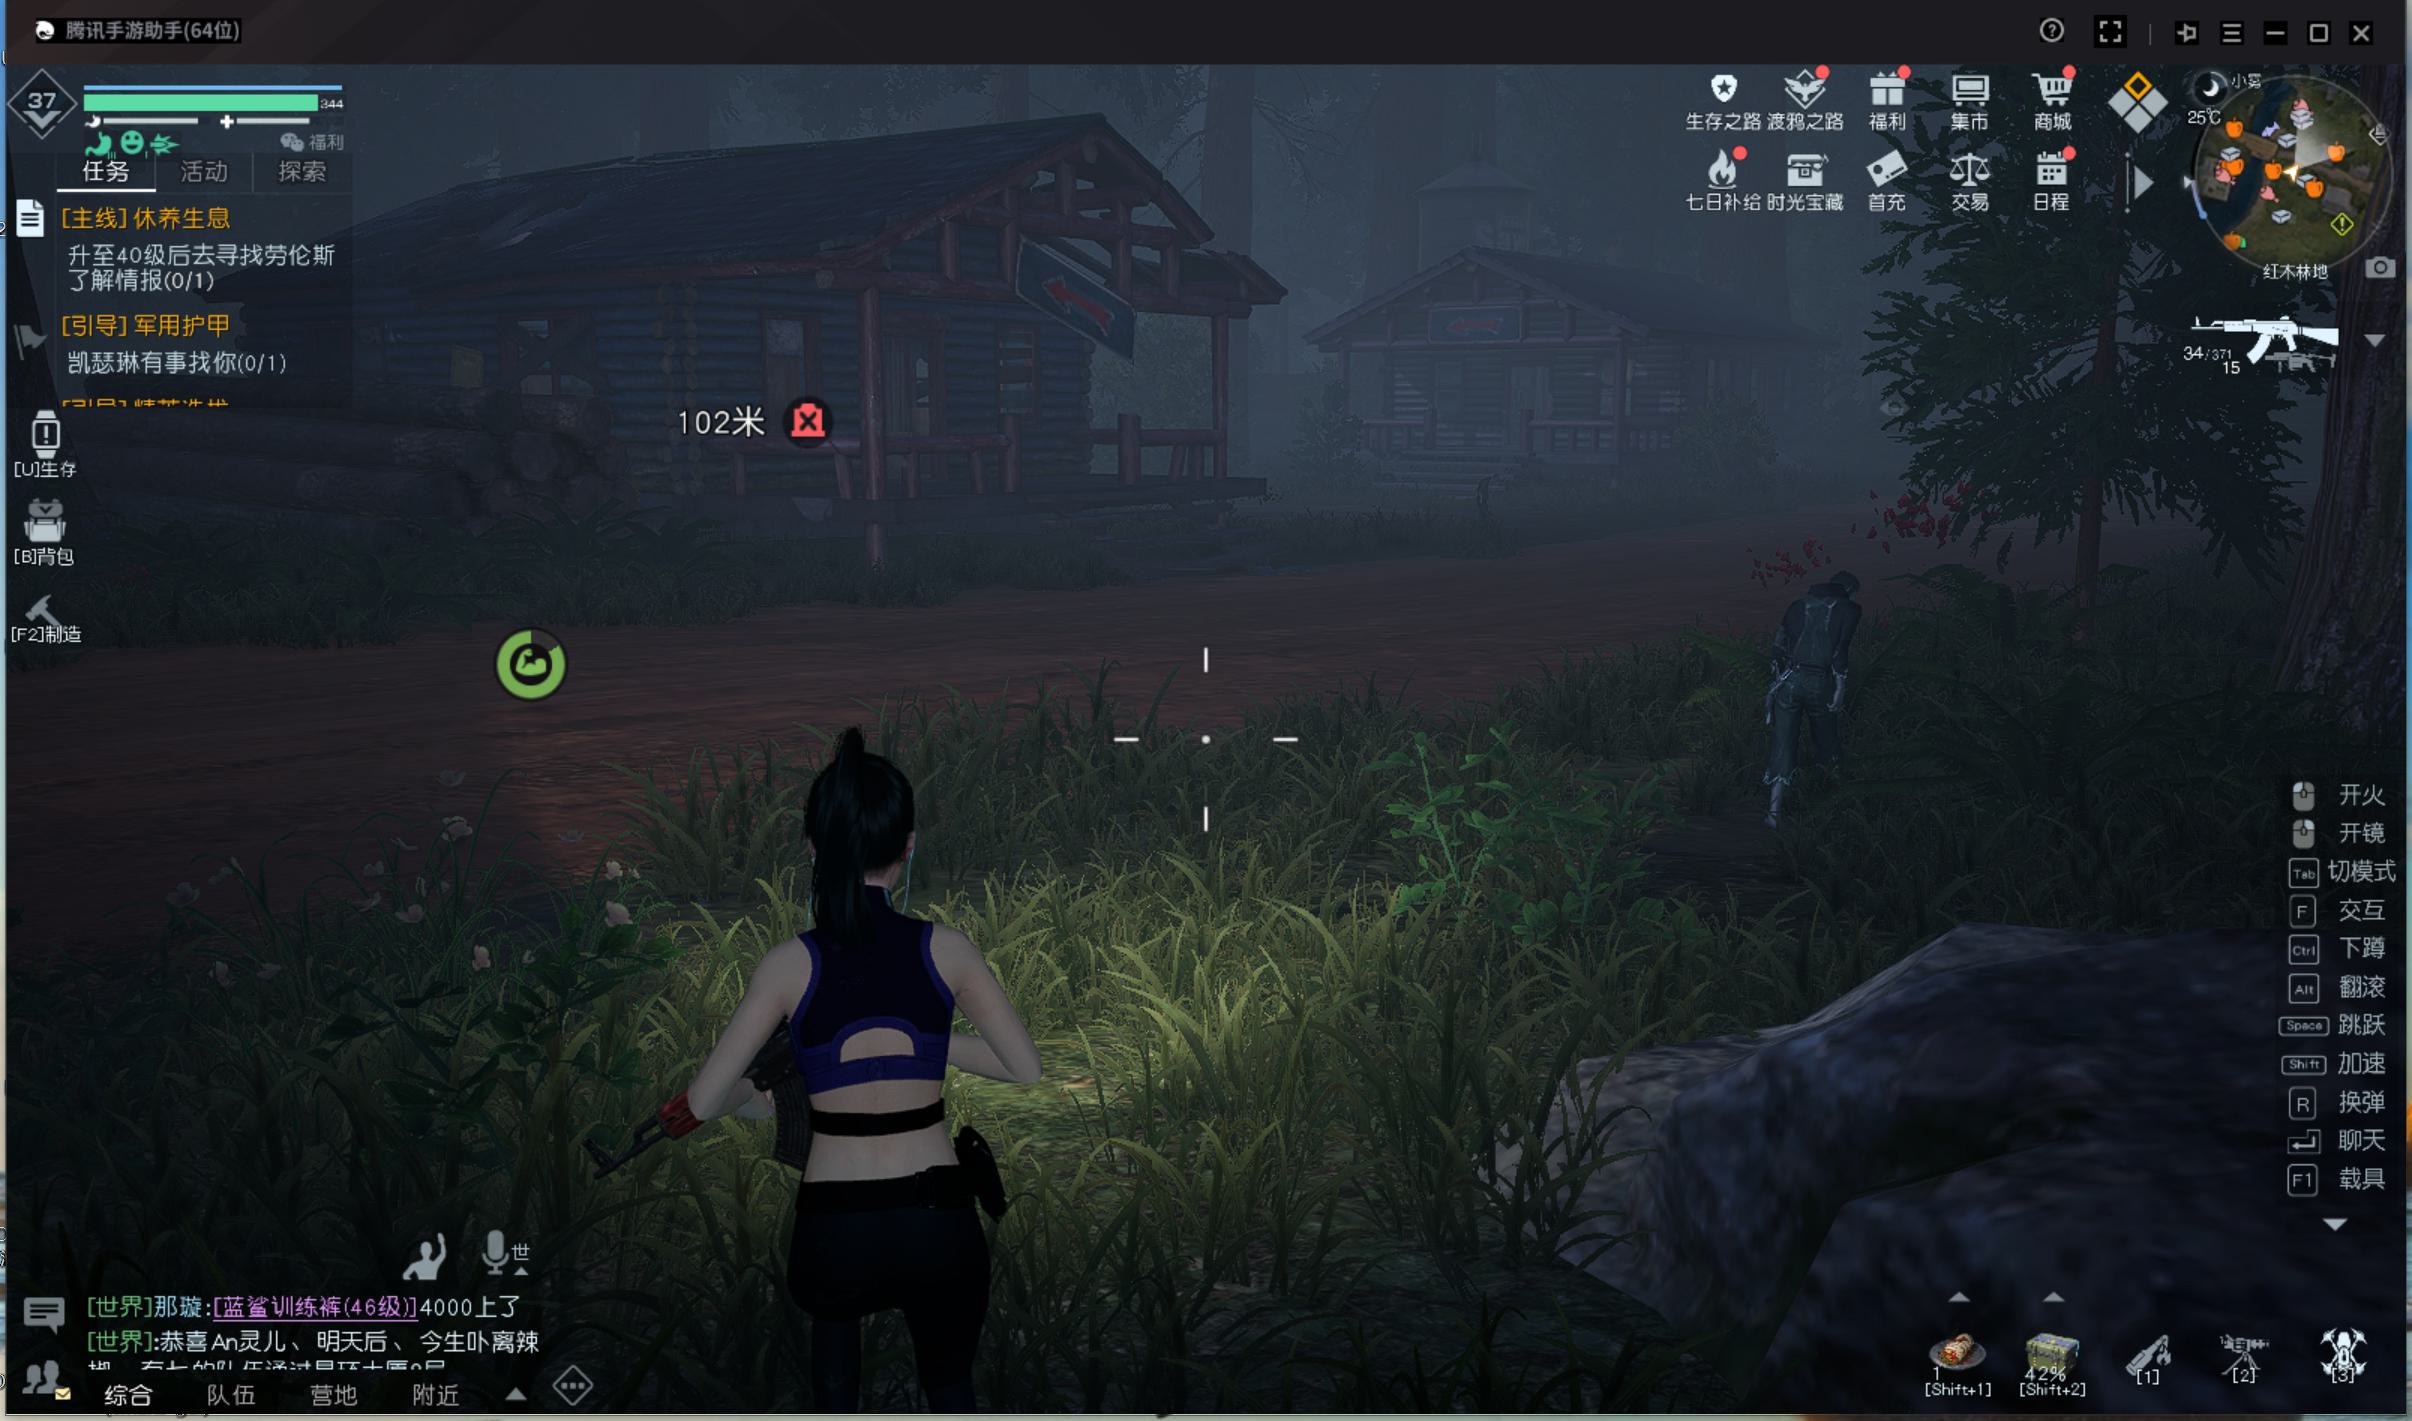 腾讯手游助手(64位)
37
344
福利
任务 活动 探索
[主线] 休养生息
升至40级后去寻找劳伦斯
了解情报(0/1)
[引导] 军用护甲
凯瑟琳有事找你(0/1)
[U]生存
[B]背包
[F2]制造
102米
生存之路 渡鸦之路 福利 集市 商城
七日补给 时光宝藏 首充 交易 日程
小雾
25℃
红木林地
34/371
15
开火
开镜
Tab 切模式
F 交互
Ctrl 下蹲
Alt 翻滚
Space 跳跃
Shift 加速
R 换弹
聊天
F1 载具
世
[世界]那璇:[蓝鲨训练裤(46级)]4000上了
[世界]:恭喜An灵儿、明天后、今生卟离辣
综合 队伍 营地 附近
1 42%
[Shift+1] [Shift+2] [1] [2] [3]